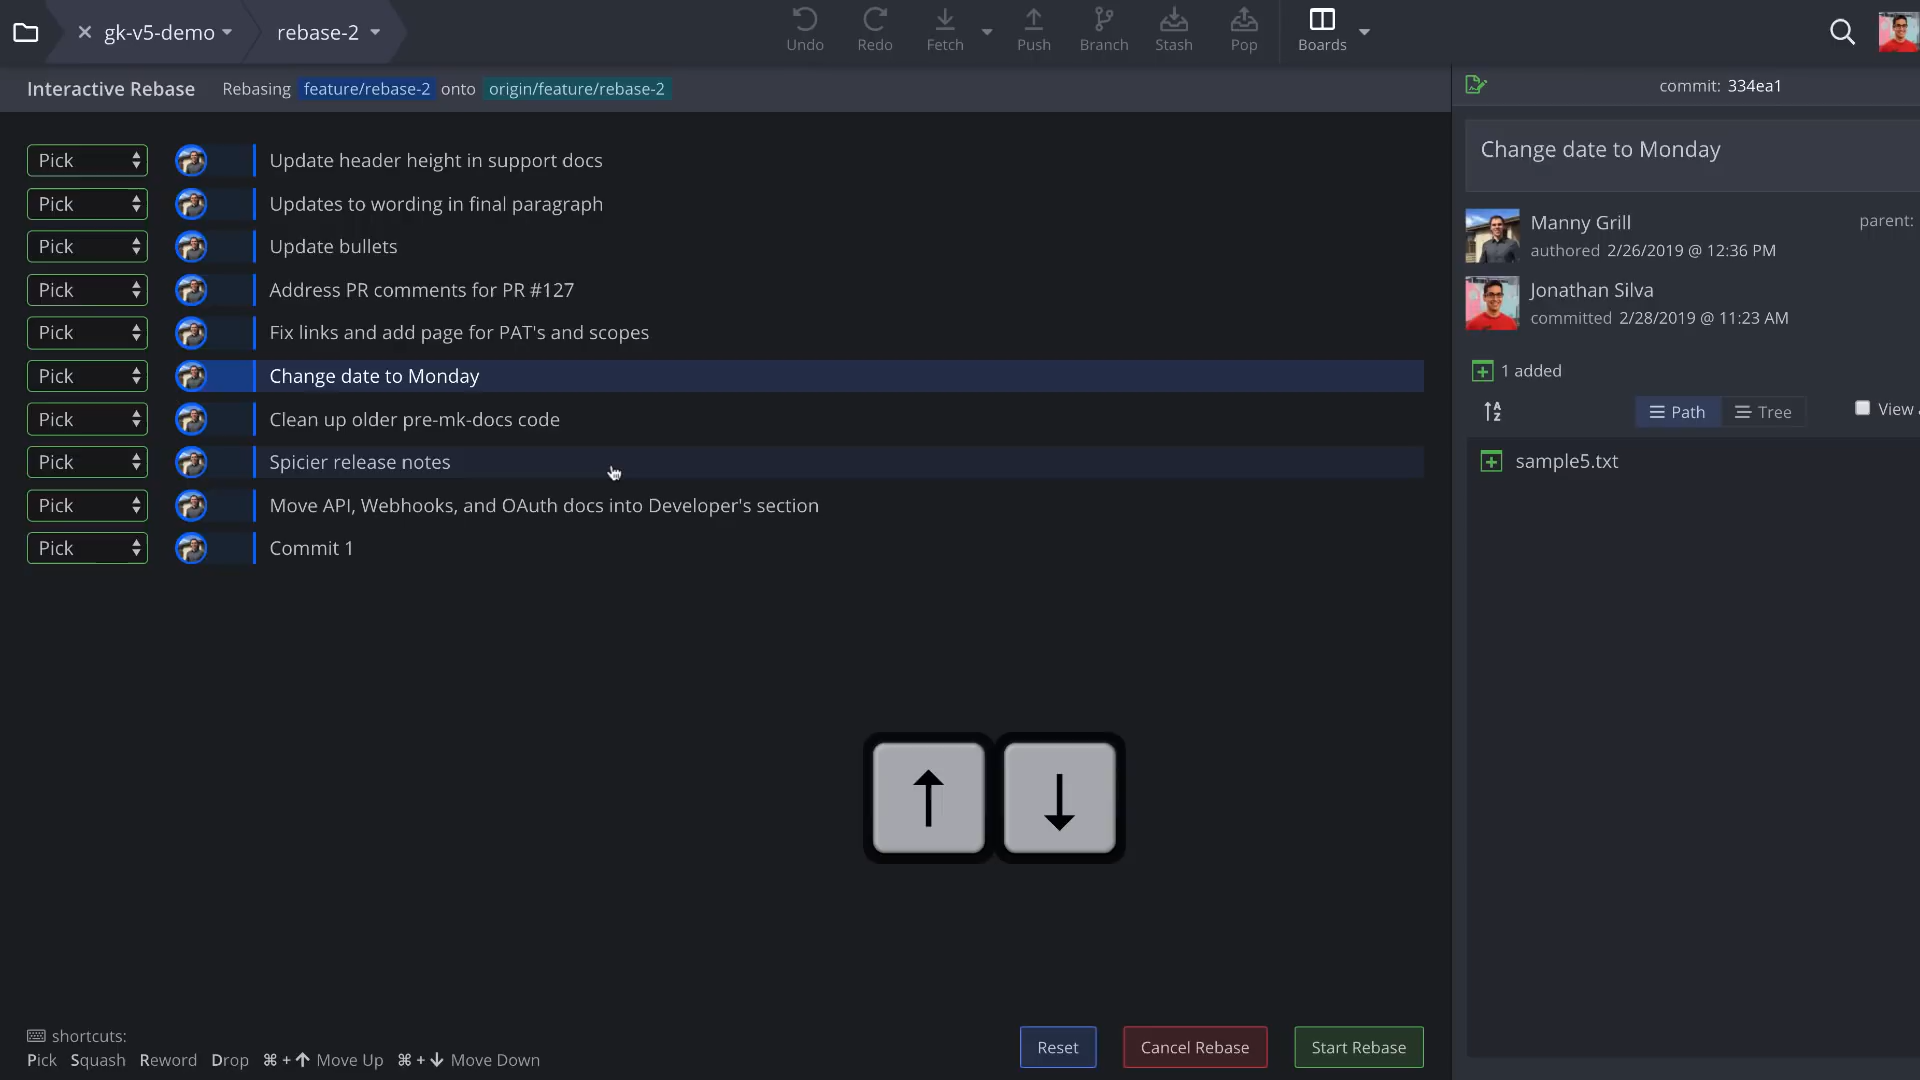 gk-v5-demo rebase-2 Undo Redo Fetch Push Branch Stash Pop Boards
Interactive Rebase Rebasing feature/rebase-2 onto origin/feature/rebase-2
Pick Update header height in support docs
Pick Updates to wording in final paragraph
Pick Update bullets
Pick Address PR comments for PR #127
Pick Fix links and add page for PAT's and scopes
Pick Change date to Monday
Pick Clean up older pre-mk-docs code
Pick Spicier release notes
Pick Move API, Webhooks, and OAuth docs into Developer's section
Pick Commit 1
↑ ↓
shortcuts:
Pick Squash Reword Drop ⌘ + ↑ Move Up ⌘ + ↓ Move Down
Reset Cancel Rebase Start Rebase
commit: 334ea1
Change date to Monday
Manny Grill parent:
authored 2/26/2019 @ 12:36 PM
Jonathan Silva
committed 2/28/2019 @ 11:23 AM
1 added
A Z Path Tree View
sample5.txt